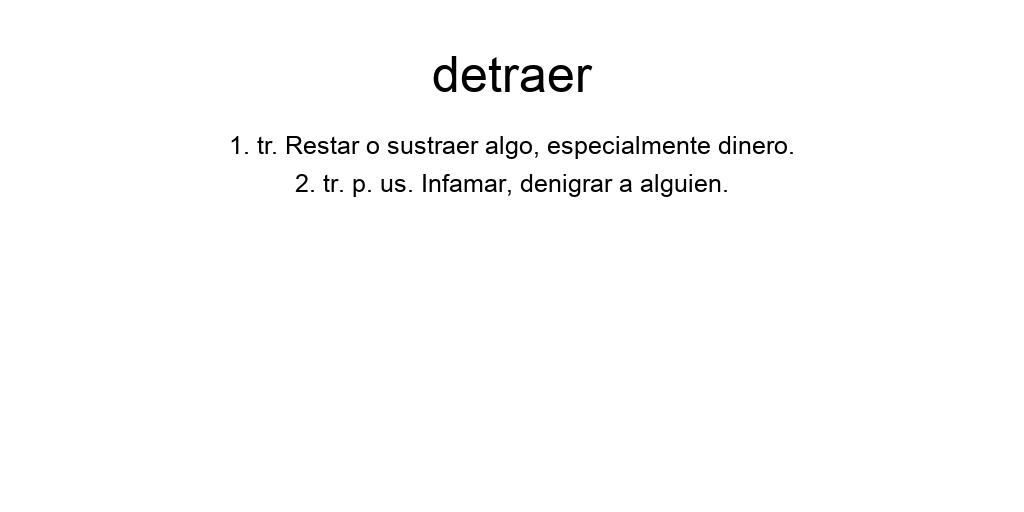 detraer
1. tr. Restar o sustraer algo, especialmente dinero.
2. tr. p. us. Infamar, denigrar a alguien.